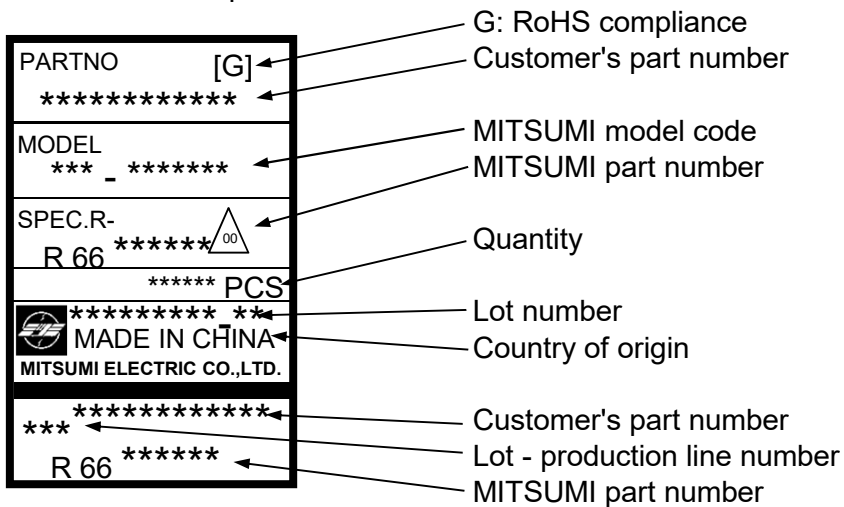 G: RoHS compliance
PARTNO [G]
Customer's part number
************
MITSUMI model code
MODEL
*** - *******
MITSUMI part number
SPEC.R-
R 66 ****** 00
Quantity
****** PCS
*********-**
Lot number
MADE IN CHINA
Country of origin
MITSUMI ELECTRIC CO.,LTD.
************
Customer's part number
***
Lot - production line number
R 66 ******
MITSUMI part number